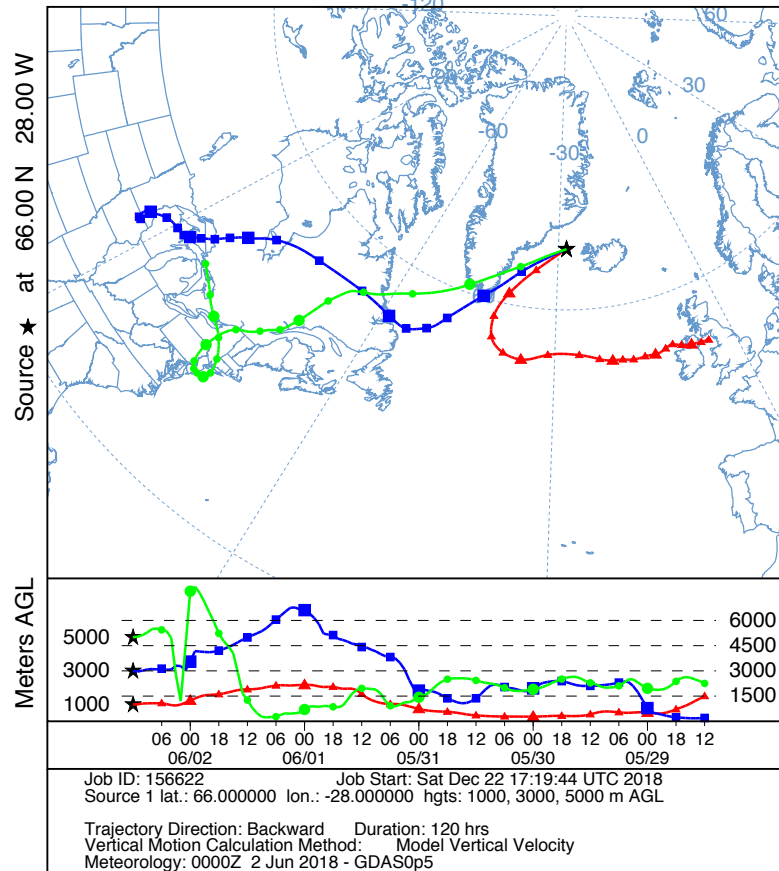 -120
60
30
-60
0
-30
Source ★ at 66.00 N 28.00 W
Meters AGL
6000
5000
4500
3000
3000
1500
1000
06 00 18 12 06 00 18 12 06 00 18 12 06 00 18 12 06 00 18 12
06/02 06/01 05/31 05/30 05/29
Job ID: 156622 Job Start: Sat Dec 22 17:19:44 UTC 2018
Source 1 lat.: 66.000000 lon.: -28.000000 hgts: 1000, 3000, 5000 m AGL
Trajectory Direction: Backward Duration: 120 hrs
Vertical Motion Calculation Method: Model Vertical Velocity
Meteorology: 0000Z 2 Jun 2018 - GDAS0p5